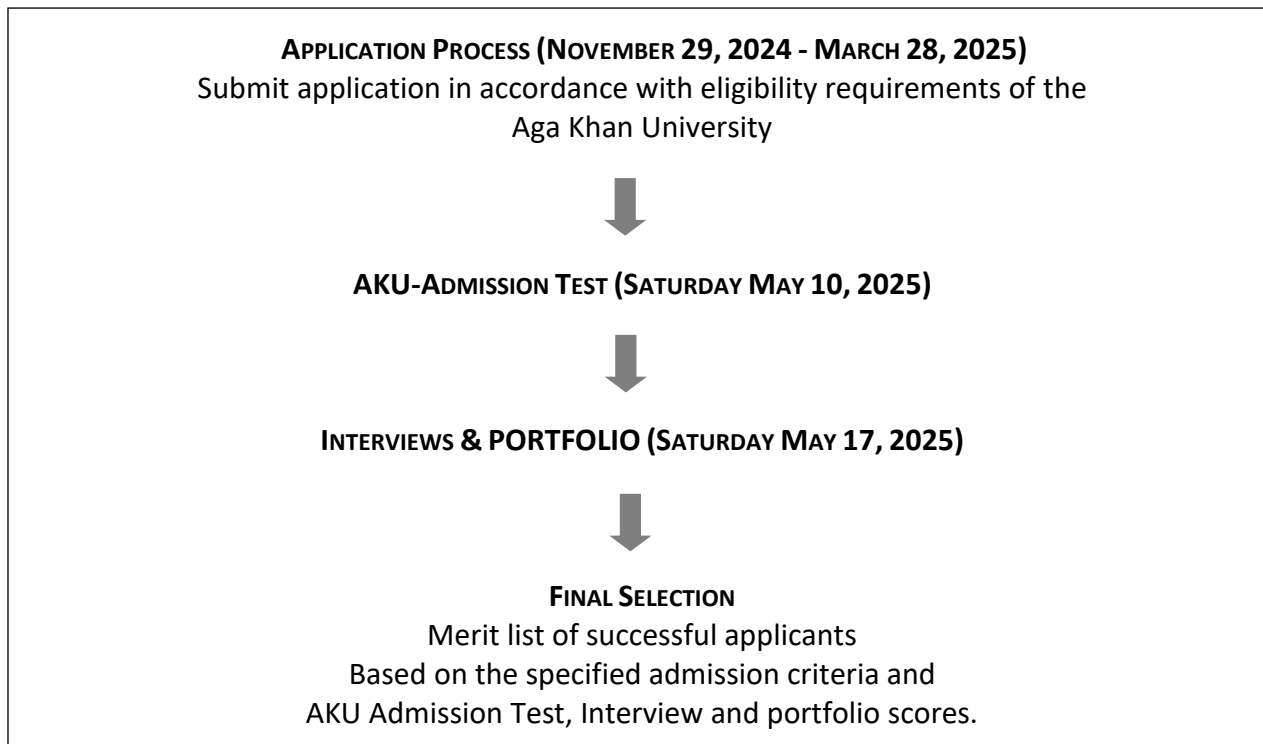 APPLICATION PROCESS (NOVEMBER 29, 2024 - MARCH 28, 2025)
Submit application in accordance with eligibility requirements of the
Aga Khan University
AKU-ADMISSION TEST (SATURDAY MAY 10, 2025)
INTERVIEWS & PORTFOLIO (SATURDAY MAY 17, 2025)
FINAL SELECTION
Merit list of successful applicants
Based on the specified admission criteria and
AKU Admission Test, Interview and portfolio scores.